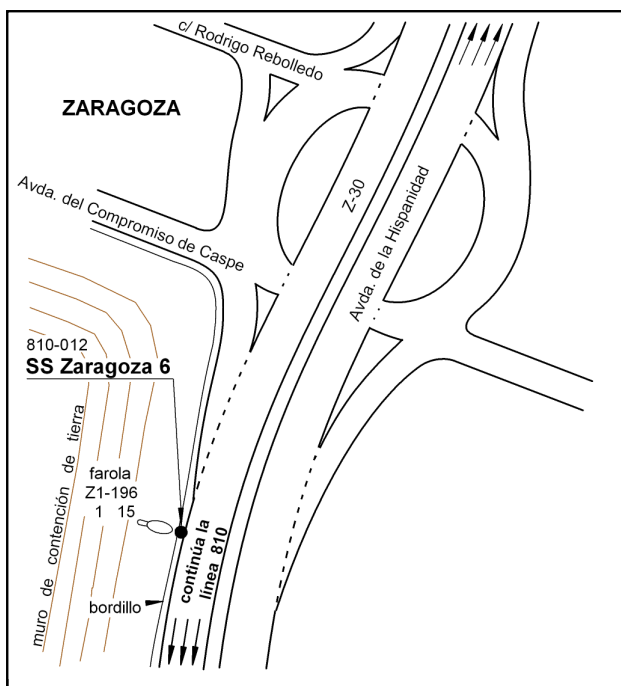 c/ Rodrigo Rebolledo
ZARAGOZA
Avda. del Compromiso de Caspe
Z-30
Avda. de la Hispanidad
810-012
SS Zaragoza 6
farola
Z1-196
1 15
muro de contención de tierra
bordillo
continúa la
línea 810